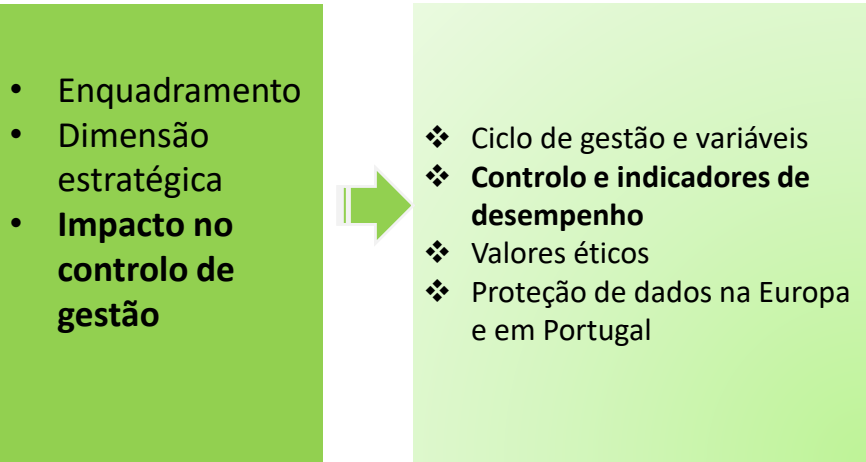 • Enquadramento
• Dimensão
estratégica
• Impacto no
controlo de
gestão
❖ Ciclo de gestão e variáveis
❖ Controlo e indicadores de
desempenho
❖ Valores éticos
❖ Proteção de dados na Europa
e em Portugal